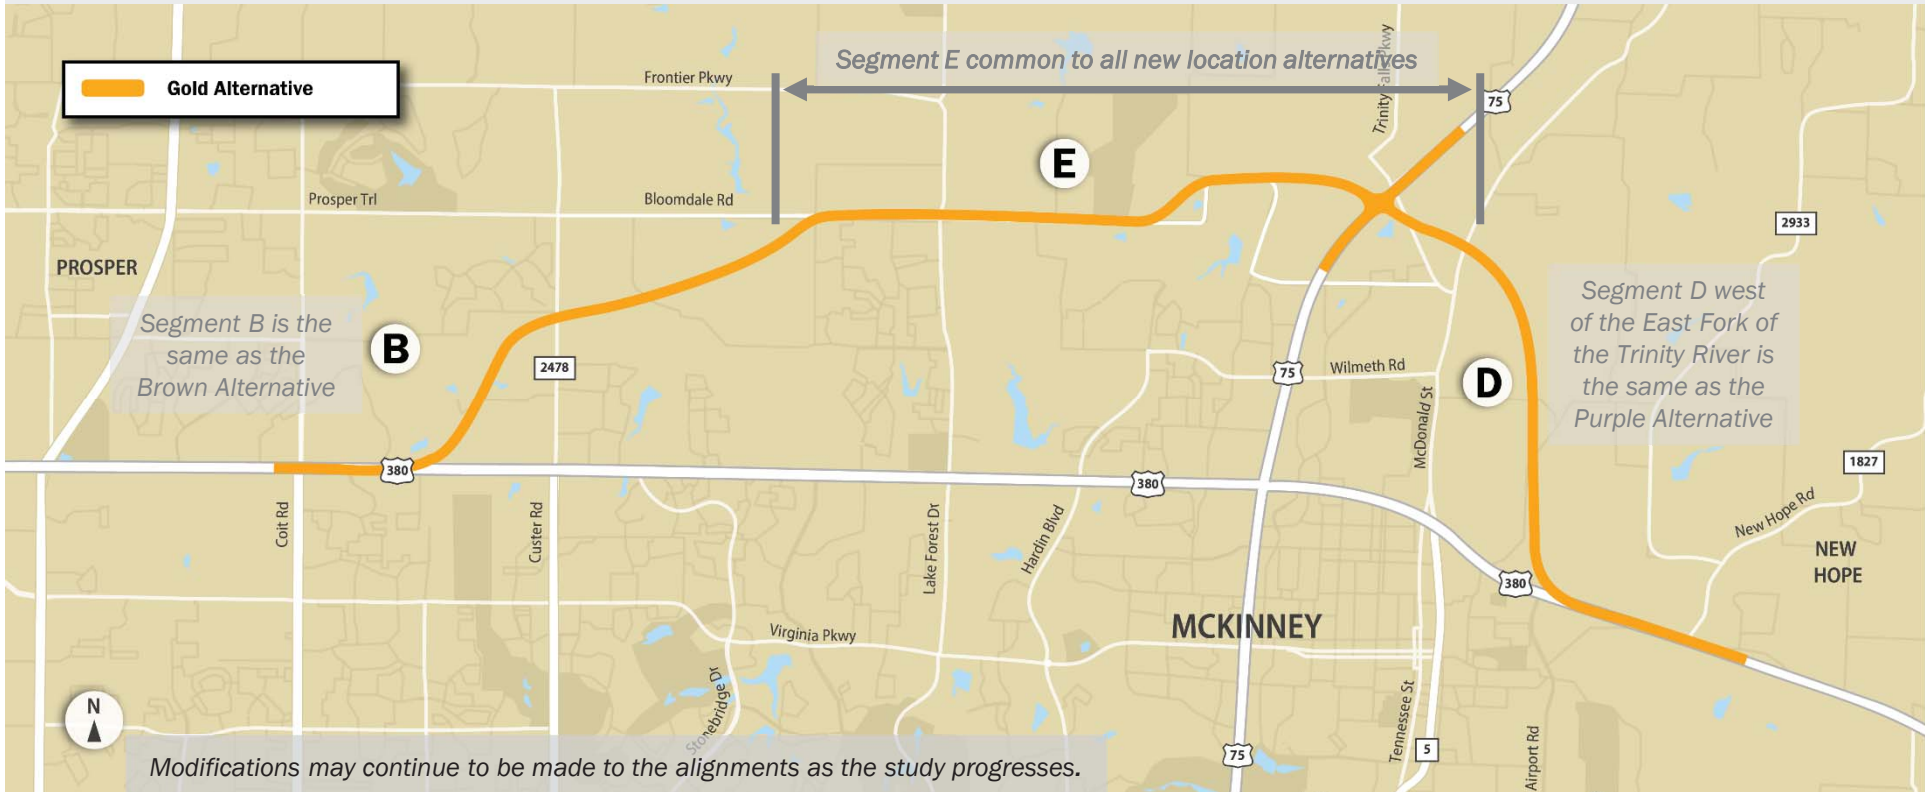 Gold Alternative
Segment E common to all new location alternatives
Frontier Pkwy
Trinity Falls Pkwy
75
E
Prosper Trl
Bloomdale Rd
2933
PROSPER
Segment B is the
same as the
Brown Alternative
B
2478
75
Wilmeth Rd
D
Segment D west
of the East Fork of
the Trinity River is
the same as the
Purple Alternative
McDonald St
380
380
1827
Coit Rd
Custer Rd
Lake Forest Dr
Hardin Blvd
New Hope Rd
NEW
HOPE
380
MCKINNEY
Virginia Pkwy
Stonebridge Dr
Tennessee St
5
Airport Rd
75
N
Modifications may continue to be made to the alignments as the study progresses.